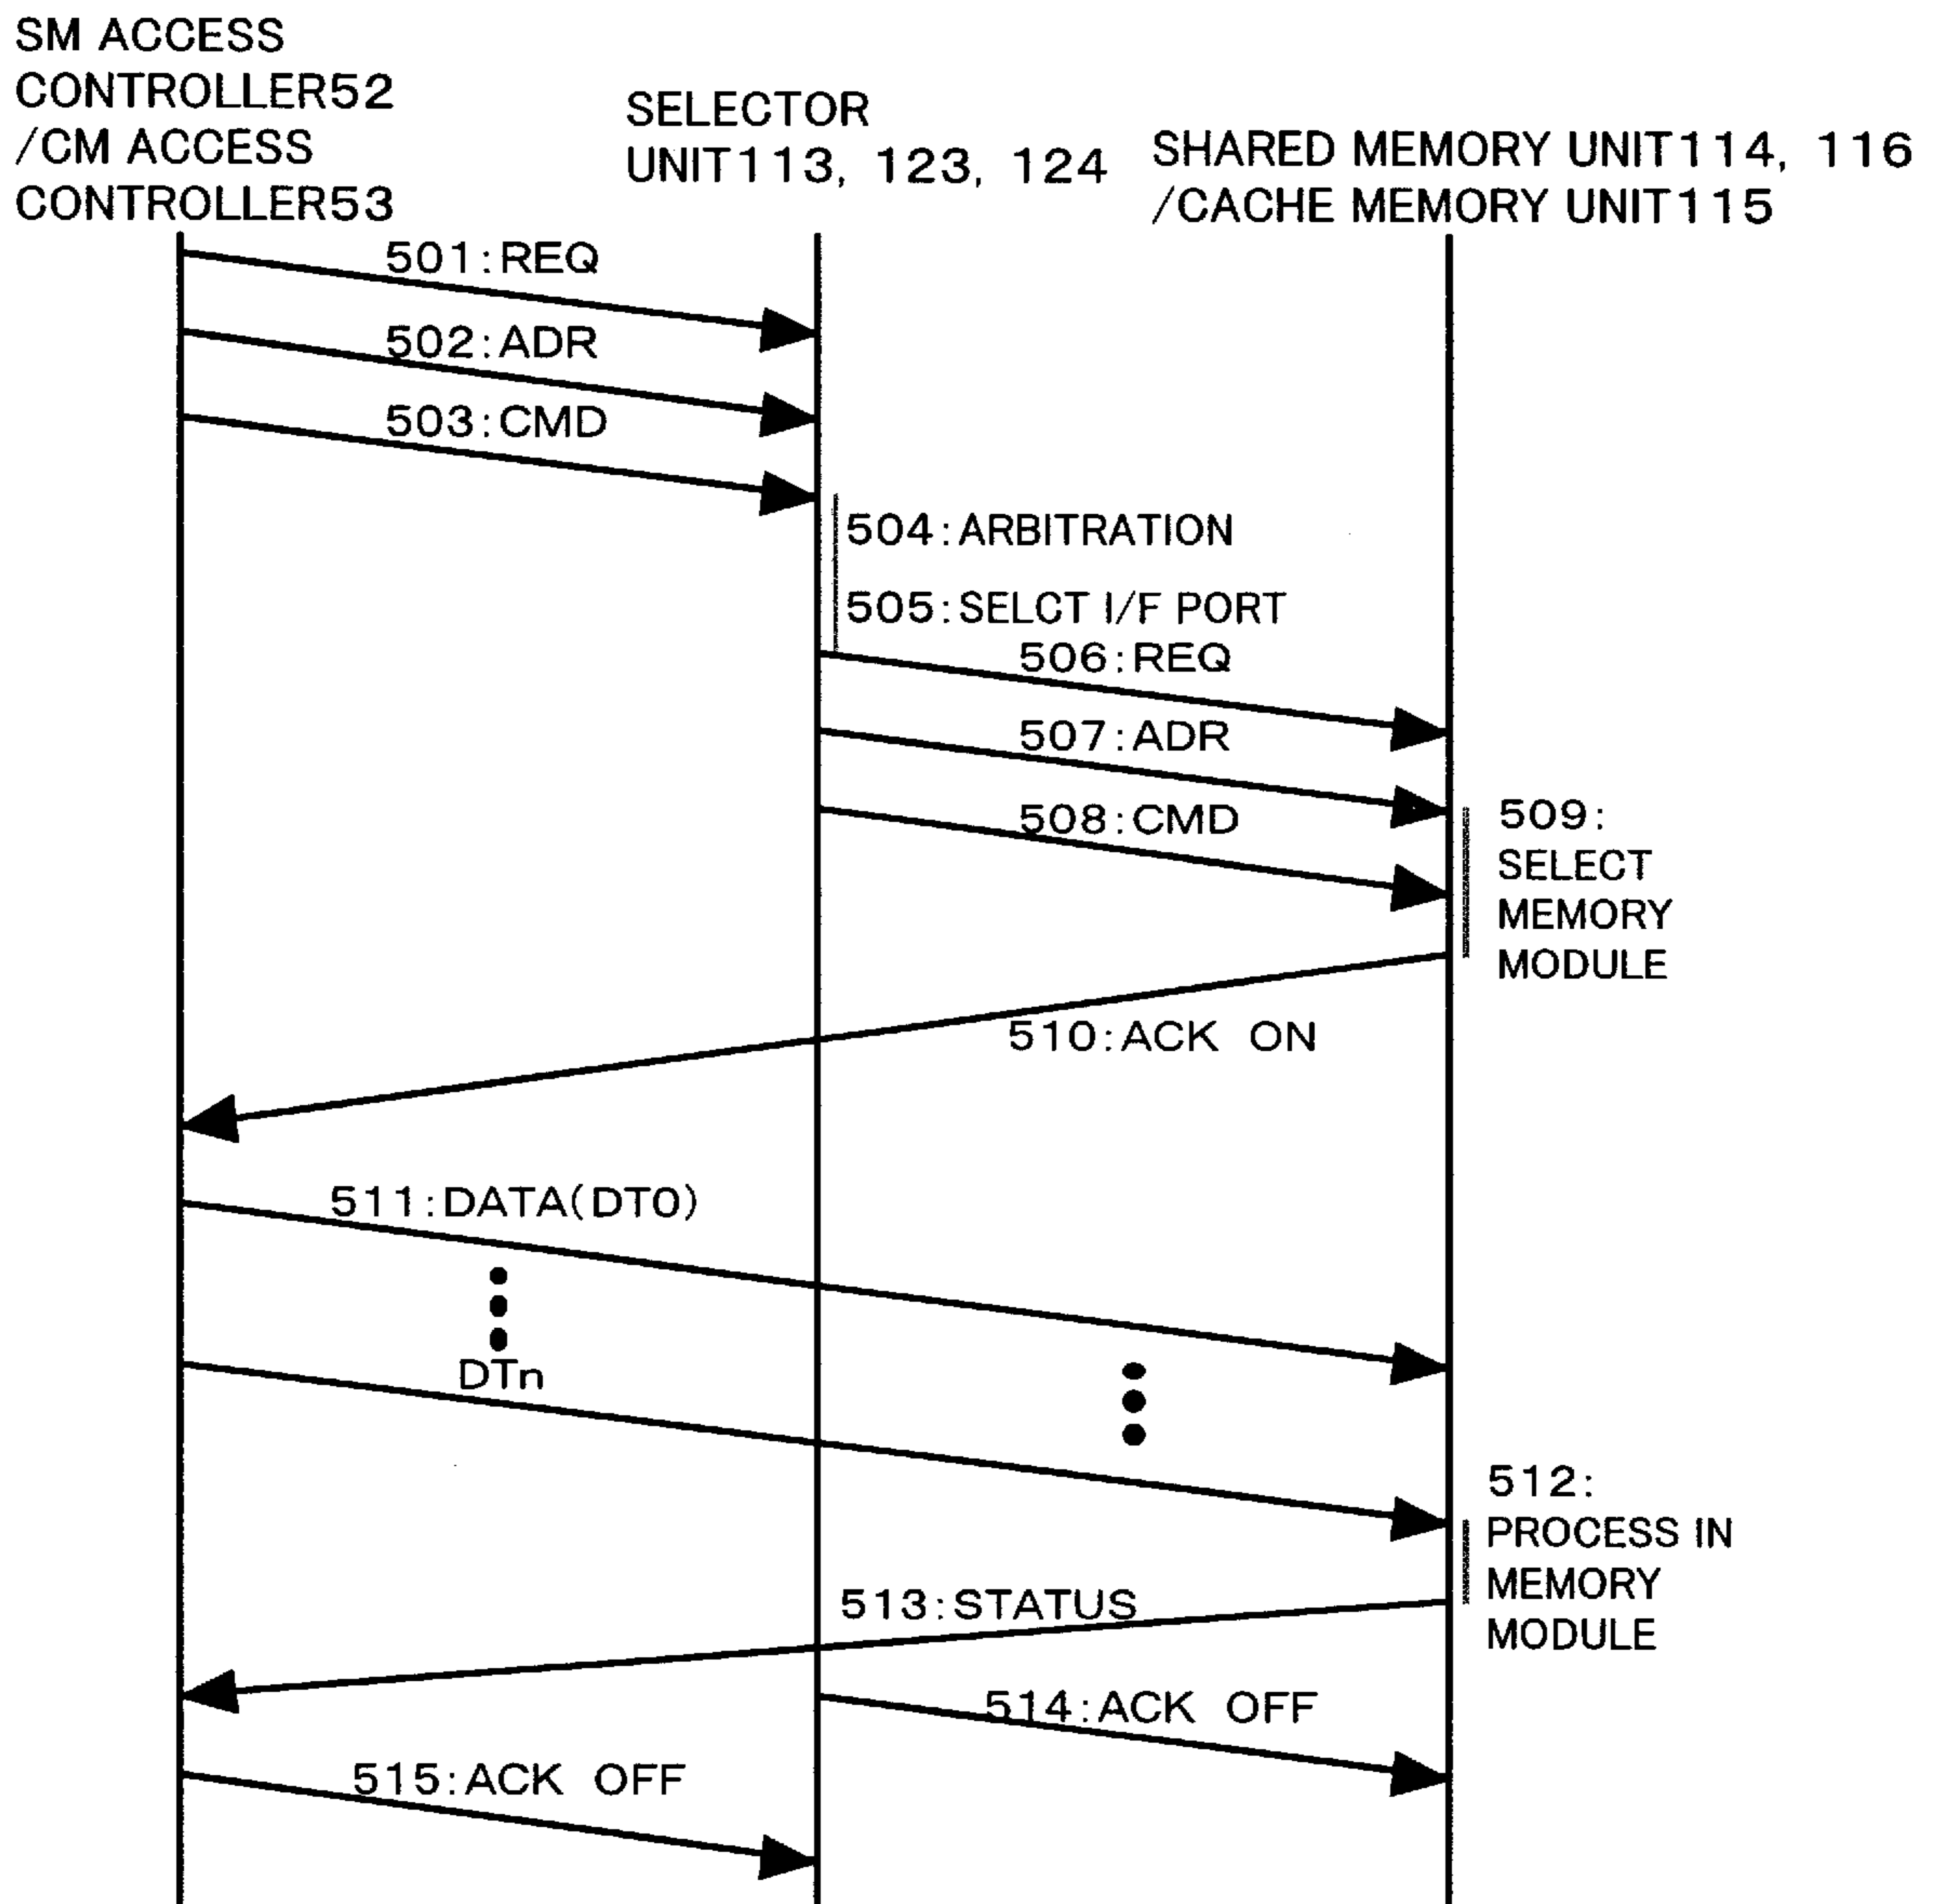 SM ACCESS
CONTROLLER52
/CM ACCESS
CONTROLLER53
SELECTOR
UNIT113, 123, 124
SHARED MEMORY UNIT114, 116
/CACHE MEMORY UNIT115
501:REQ
502:ADR
503:CMD
504:ARBITRATION
505:SELCT I/F PORT
506:REQ
507:ADR
508:CMD
509:
SELECT
MEMORY
MODULE
510:ACK ON
511:DATA(DT0)
DTn
512:
PROCESS IN
MEMORY
MODULE
513:STATUS
514:ACK OFF
515:ACK OFF